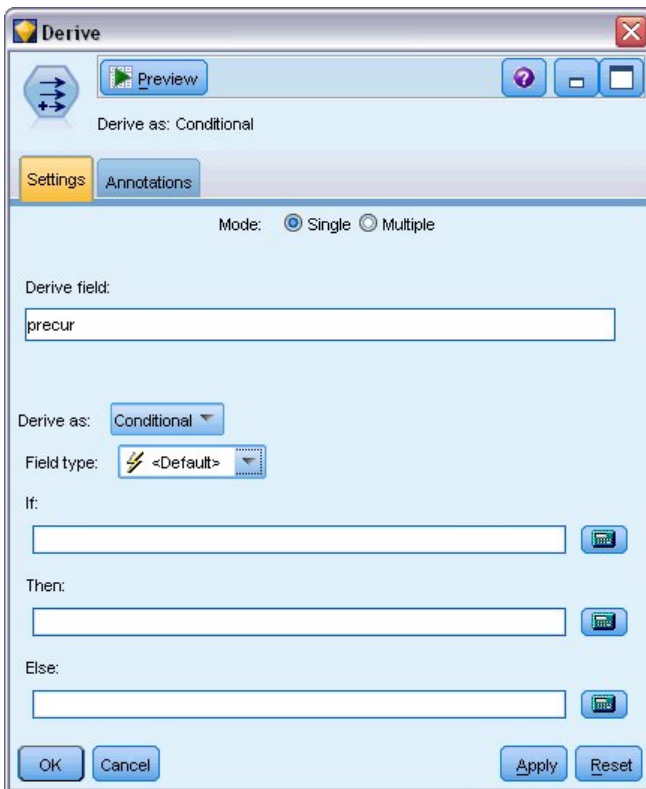 Derive
Preview
Derive as: Conditional
Settings Annotations
Mode: Single Multiple
Derive field:
precur
Derive as: Conditional
Field type: <Default>
If:
Then:
Else:
OK Cancel Apply Reset